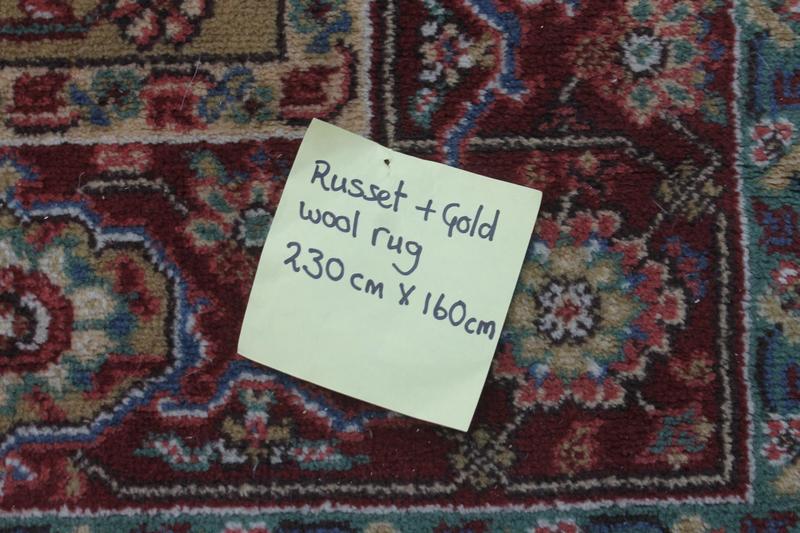 Russet + Gold
wool rug
230 cm x 160cm